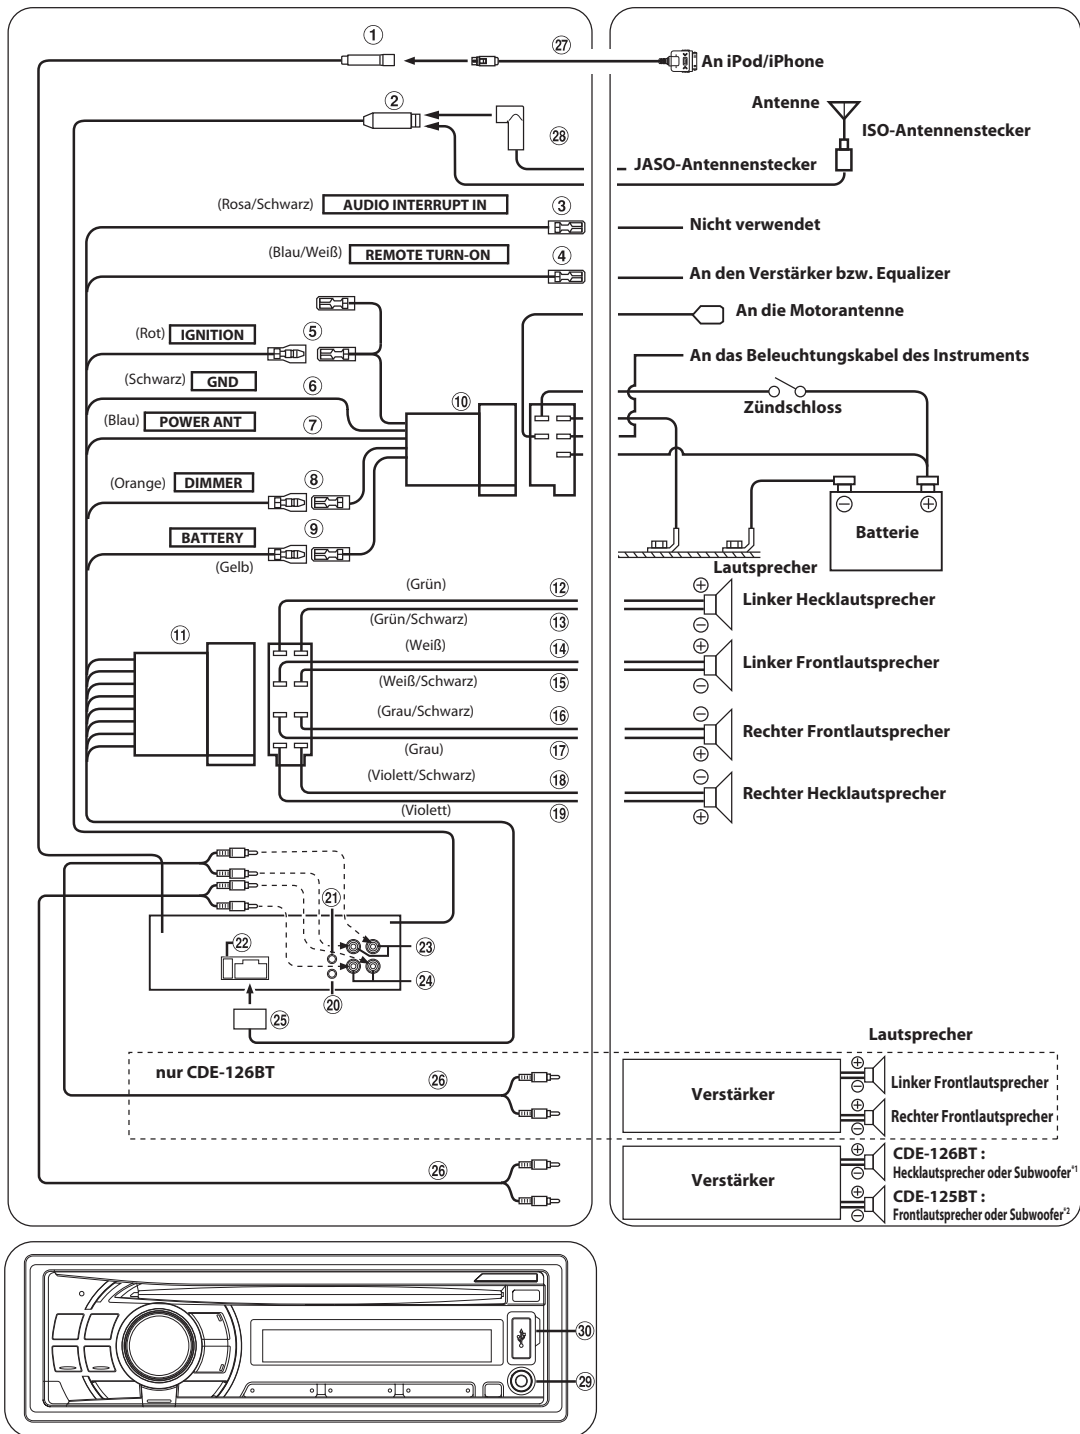 ① ㉗ An iPod/iPhone
② ㉘ Antenne
ISO-Antennenstecker
JASO-Antennenstecker
(Rosa/Schwarz) AUDIO INTERRUPT IN ③ Nicht verwendet
(Blau/Weiß) REMOTE TURN-ON ④ An den Verstärker bzw. Equalizer
An die Motorantenne
(Rot) IGNITION ⑤ An das Beleuchtungskabel des Instruments
(Schwarz) GND ⑥ ⑩ Zündschloss
(Blau) POWER ANT ⑦
(Orange) DIMMER ⑧
⊖ ⊕
BATTERY ⑨ Batterie
(Gelb)
Lautsprecher
(Grün) ⑫ ⊕ Linker Hecklautsprecher
(Grün/Schwarz) ⑬ ⊖
⑪ (Weiß) ⑭ ⊕ Linker Frontlautsprecher
(Weiß/Schwarz) ⑮ ⊖
(Grau/Schwarz) ⑯ ⊖ Rechter Frontlautsprecher
(Grau) ⑰ ⊕
(Violett/Schwarz) ⑱ ⊖ Rechter Hecklautsprecher
(Violett) ⑲ ⊕
㉑
㉒ ㉓
㉔
⑳
㉕
Lautsprecher
nur CDE-126BT ㉖ Verstärker
⊕ ⊖ Linker Frontlautsprecher
⊕ ⊖ Rechter Frontlautsprecher
㉖ Verstärker
⊕ ⊖ CDE-126BT :
Hecklautsprecher oder Subwoofer*1
⊕ ⊖ CDE-125BT :
Frontlautsprecher oder Subwoofer*2
㉚
㉙